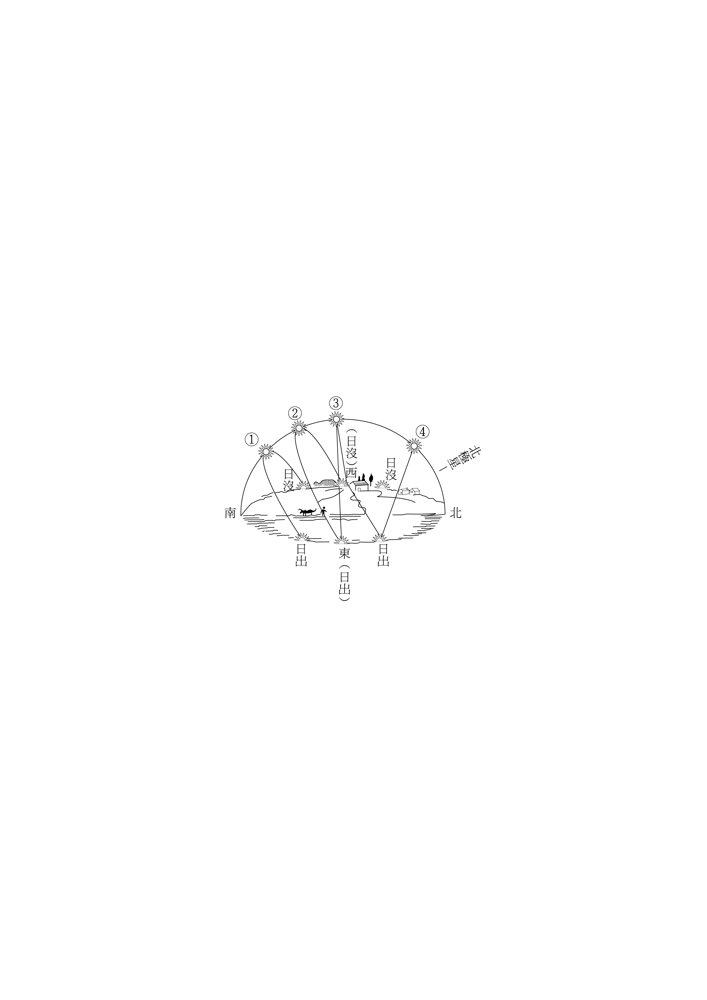 ③
②
④
①
（日沒）西
北極星
日沒
日沒
南
北
日出
東（日出）
日出